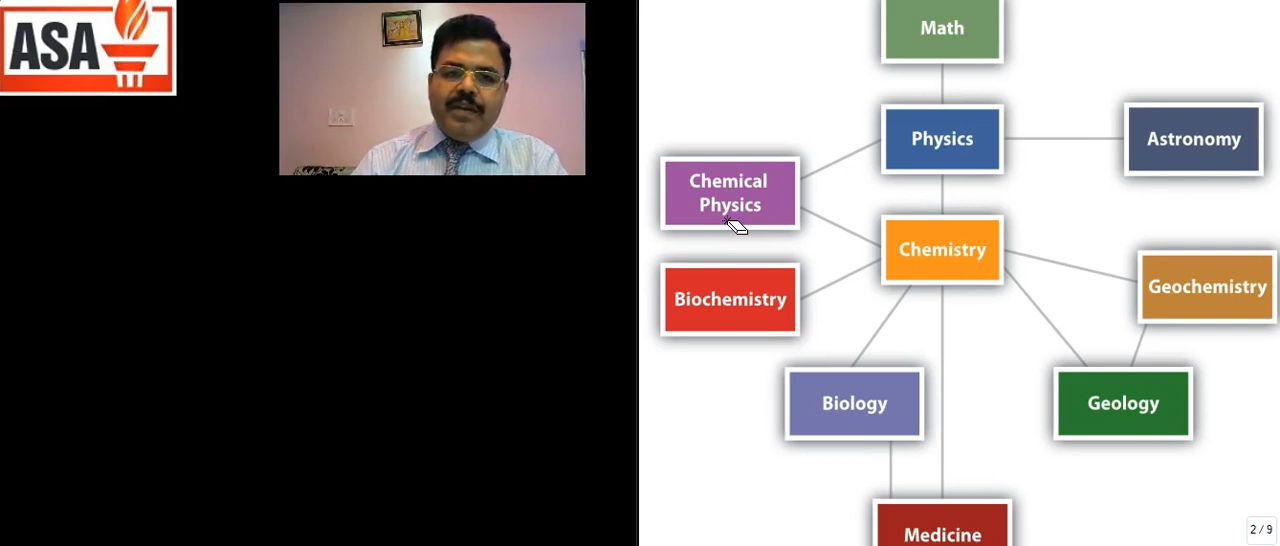 ASA
Math
Physics
Astronomy
Chemical
Physics
Chemistry
Geochemistry
Biochemistry
Biology
Geology
Medicine
2 / 9